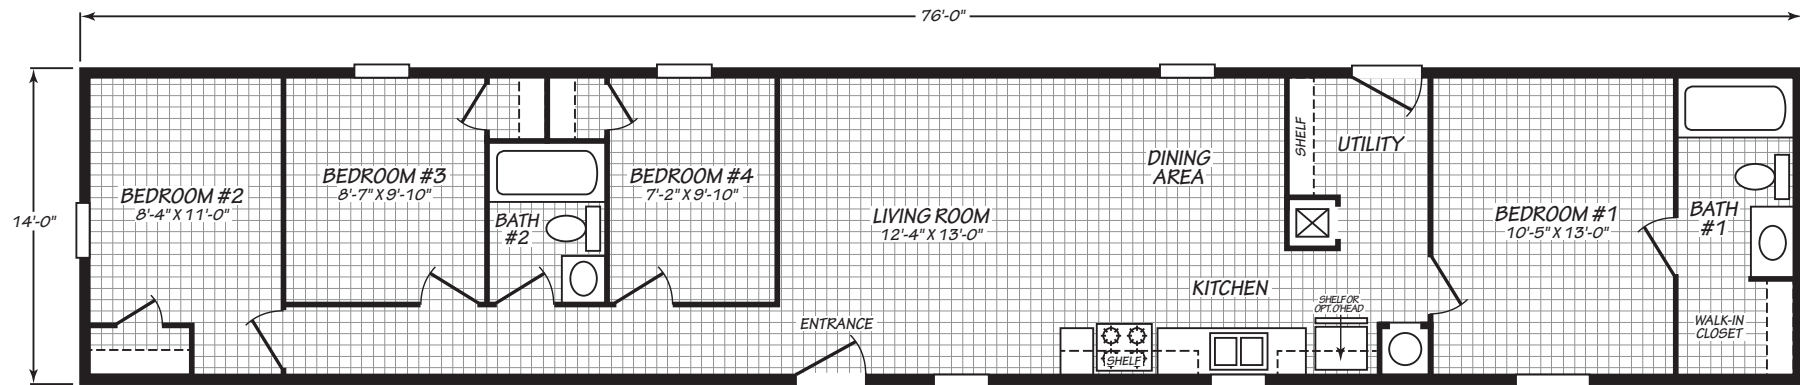 76'-0"
14'-0"
BEDROOM #2
8'-4" X 11'-0"
BEDROOM #3
8'-7" X 9'-10"
BATH
#2
BEDROOM #4
7'-2" X 9'-10"
LIVING ROOM
12'-4" X 13'-0"
ENTRANCE
DINING
AREA
KITCHEN
SHELF
SHELF
UTILITY
SHELF OR
OPT. O'HEAD
BEDROOM #1
10'-5" X 13'-0"
BATH
#1
WALK-IN
CLOSET